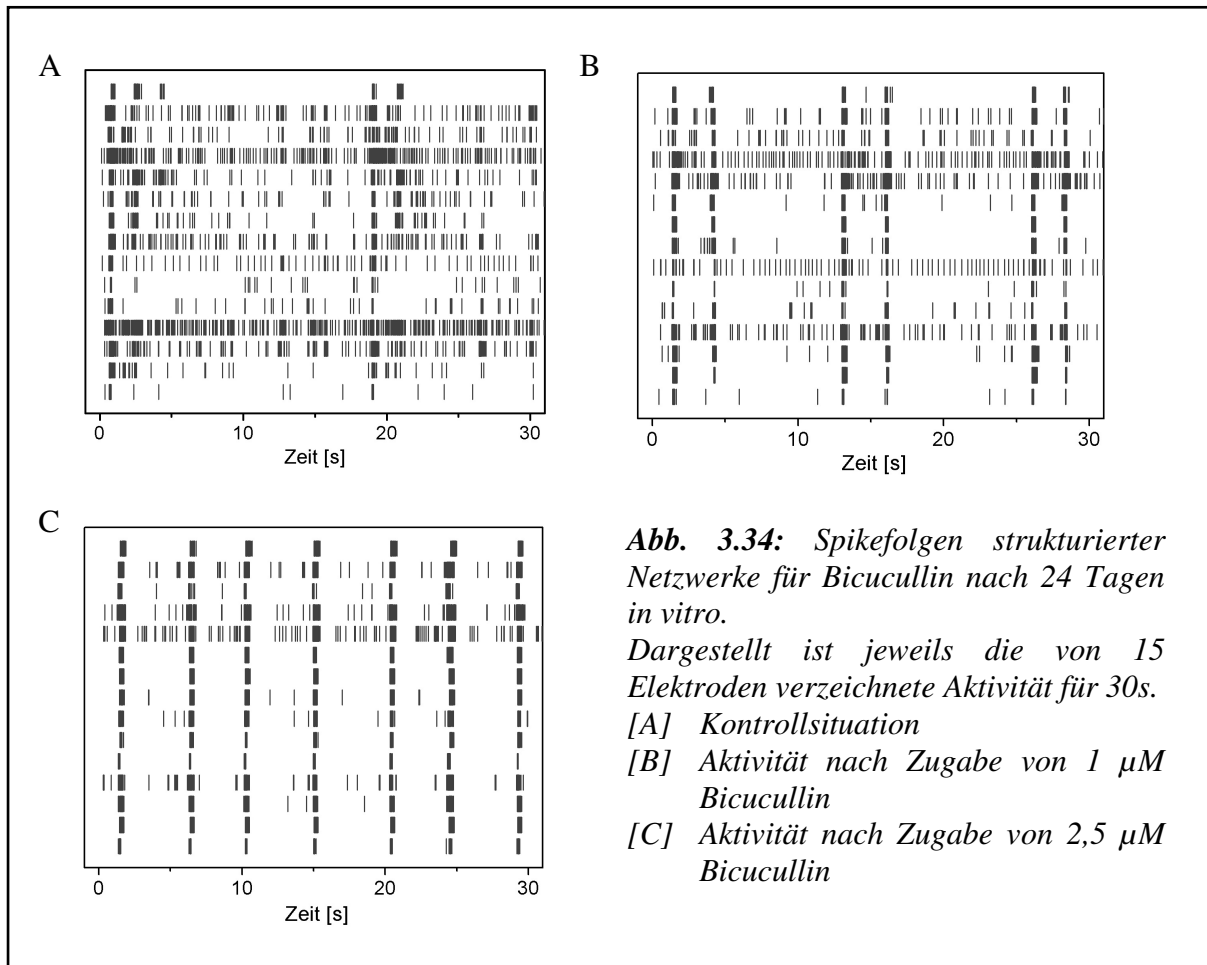 A
0 10 20 30
Zeit [s]
B
0 10 20 30
Zeit [s]
C
0 10 20 30
Zeit [s]
Abb. 3.34: Spikefolgen strukturierter
Netzwerke für Bicucullin nach 24 Tagen
in vitro.
Dargestellt ist jeweils die von 15
Elektroden verzeichnete Aktivität für 30s.
[A] Kontrollsituation
[B] Aktivität nach Zugabe von 1 µM
Bicucullin
[C] Aktivität nach Zugabe von 2,5 µM
Bicucullin